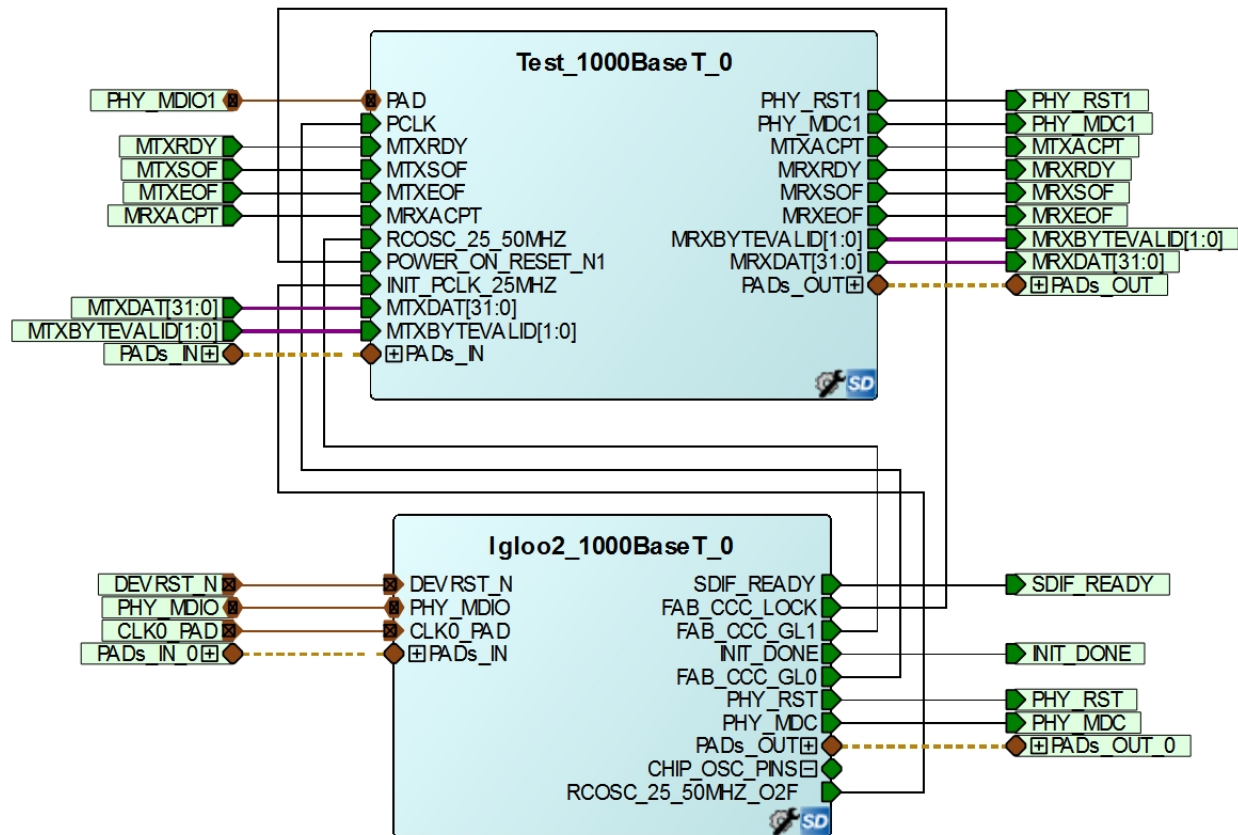 Test_1000BaseT_0
PHY_MDIO1 PAD PHY_RST1 PHY_RST1
PCLK PHY_MDC1 PHY_MDC1
MTXRDY MTXRDY MTXACPT MTXACPT
MTXSOF MTXSOF MRXRDY MRXRDY
MTXEOF MTXEOF MRXSOF MRXSOF
MRXACPT MRXACPT MRXEOF MRXEOF
RCOSC_25_50MHZ MRXBYTEVALID[1:0] MRXBYTEVALID[1:0]
POWER_ON_RESET_N1 MRXDAT[31:0] MRXDAT[31:0]
INIT_PCLK_25MHZ PADs_OUT PADs_OUT
MTXDAT[31:0] MTXDAT[31:0]
MTXBYTEVALID[1:0] MTXBYTEVALID[1:0]
PADs_IN PADs_IN
SD
Igloo2_1000BaseT_0
DEVRST_N DEVRST_N SDIF_READY SDIF_READY
PHY_MDIO PHY_MDIO FAB_CCC_LOCK
CLK0_PAD CLK0_PAD FAB_CCC_GL1
PADs_IN_0 PADs_IN INIT_DONE INIT_DONE
FAB_CCC_GL0
PHY_RST PHY_RST
PHY_MDC PHY_MDC
PADs_OUT PADs_OUT_0
CHIP_OSC_PINS
RCOSC_25_50MHZ_O2F
SD